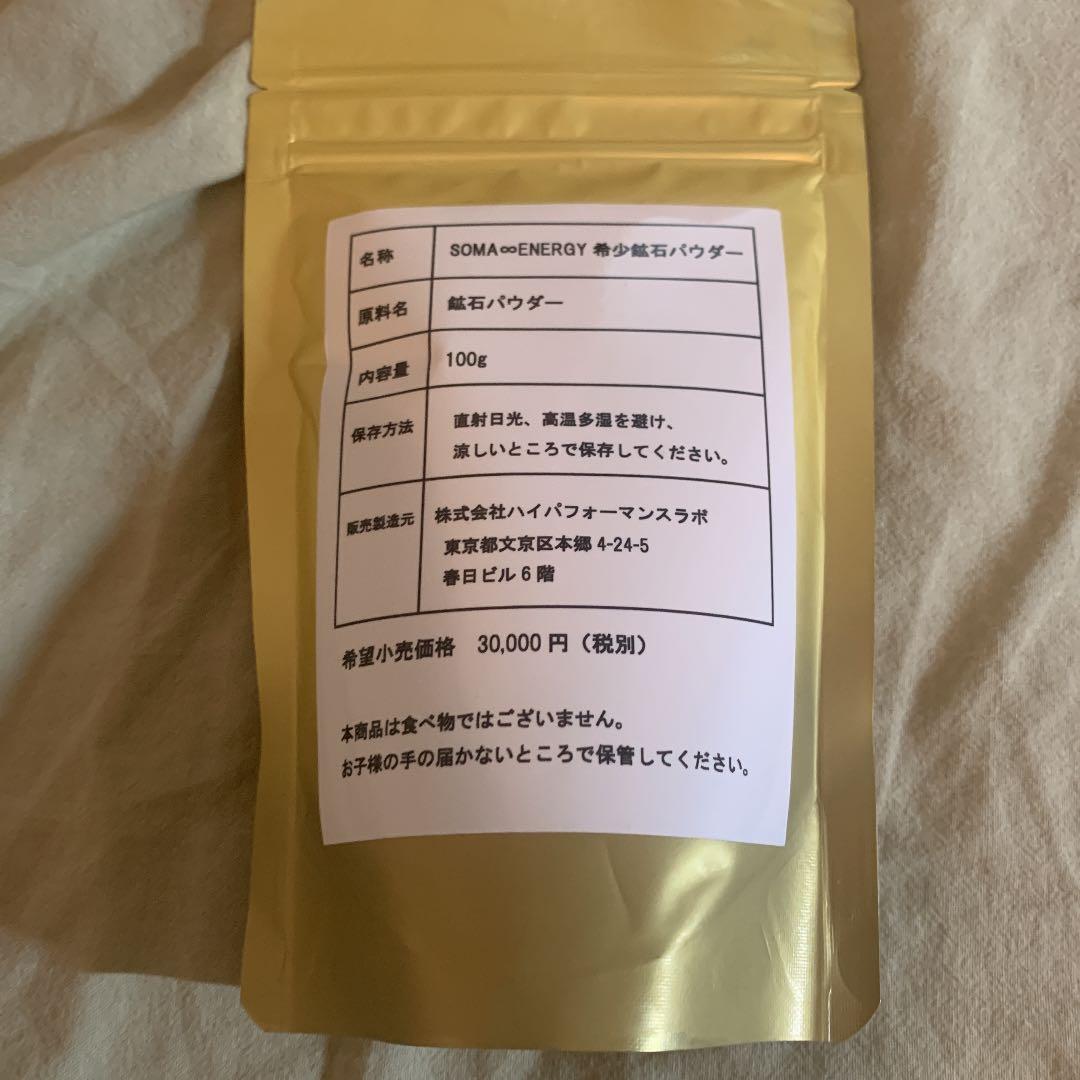 名称 SOMA∞ENERGY 希少鉱石パウダー
原料名 鉱石パウダー
内容量 100g
保存方法 直射日光、高温多湿を避け、
涼しいところで保存してください。
販売製造元 株式会社ハイパフォーマンスラボ
東京都文京区本郷 4-24-5
春日ビル 6 階
希望小売価格 30,000 円（税別）
本商品は食べ物ではございません。
お子様の手の届かないところで保管してください。